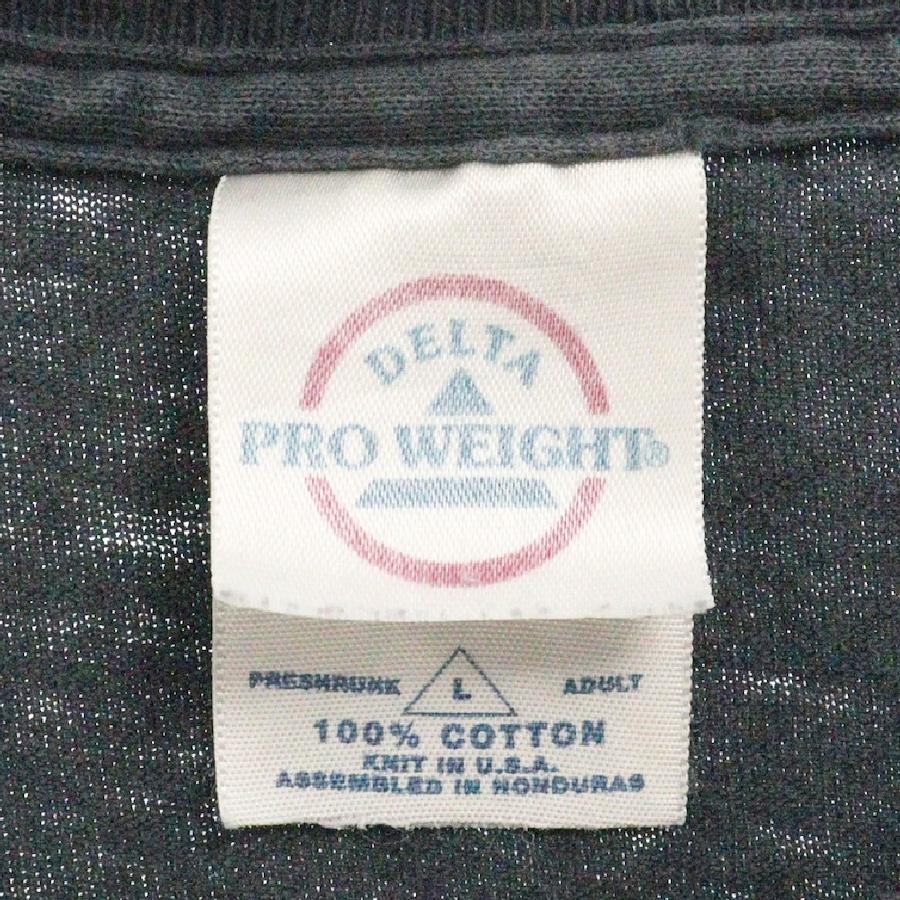 DELTA
PRO WEIGHT®
PRESHRUNK L ADULT
100% COTTON
KNIT IN U.S.A.
ASSEMBLED IN HONDURAS